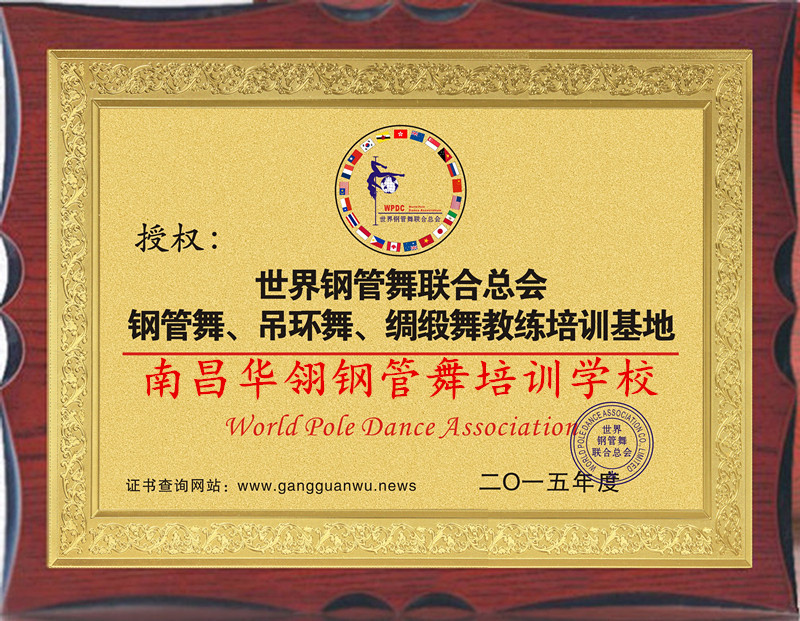 WPDC
World Pole
Dance Association
世界钢管舞联合总会
授权：
世界钢管舞联合总会
钢管舞、吊环舞、绸缎舞教练培训基地
南昌华翎钢管舞培训学校
World Pole Dance Association
WORLD POLE DANCE ASSOCIATION CO., LIMITED
世界
钢管舞
联合总会
证书查询网站：www.gangguanwu.news
二〇一五年度